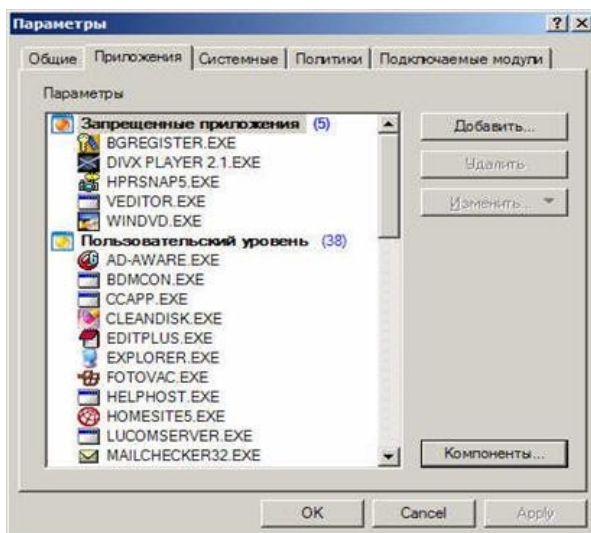 Параметры
Общие Приложения Системные Политики Подключаемые модули
Параметры
Запрещенные приложения (5)
BGREGISTER.EXE
DIVX PLAYER 2.1.EXE
HPRSNAP5.EXE
VEDITOR.EXE
WINDVD.EXE
Пользовательский уровень (38)
AD-AWARE.EXE
BDMCON.EXE
CCAPP.EXE
CLEANDISK.EXE
EDITPLUS.EXE
EXPLORER.EXE
FOTOVAC.EXE
HELPHOST.EXE
HOMESITE5.EXE
LUCOMSERVER.EXE
MAILCHECKER32.EXE
Добавить...
Удалить
Изменить...
Компоненты...
OK Cancel Apply